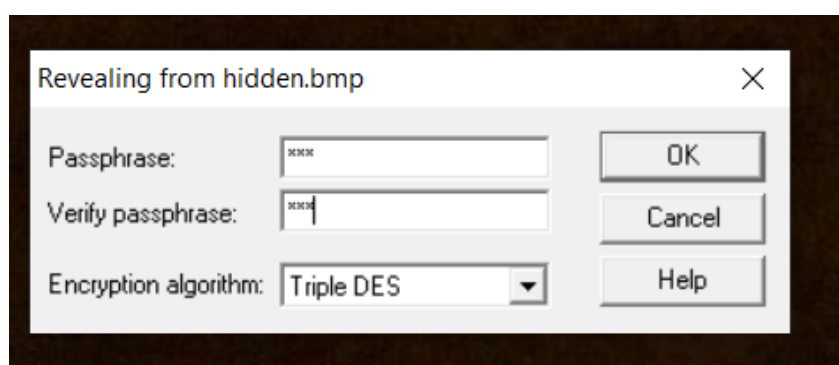 Revealing from hidden.bmp
Passphrase: *** OK
Verify passphrase: *** Cancel
Encryption algorithm: Triple DES Help